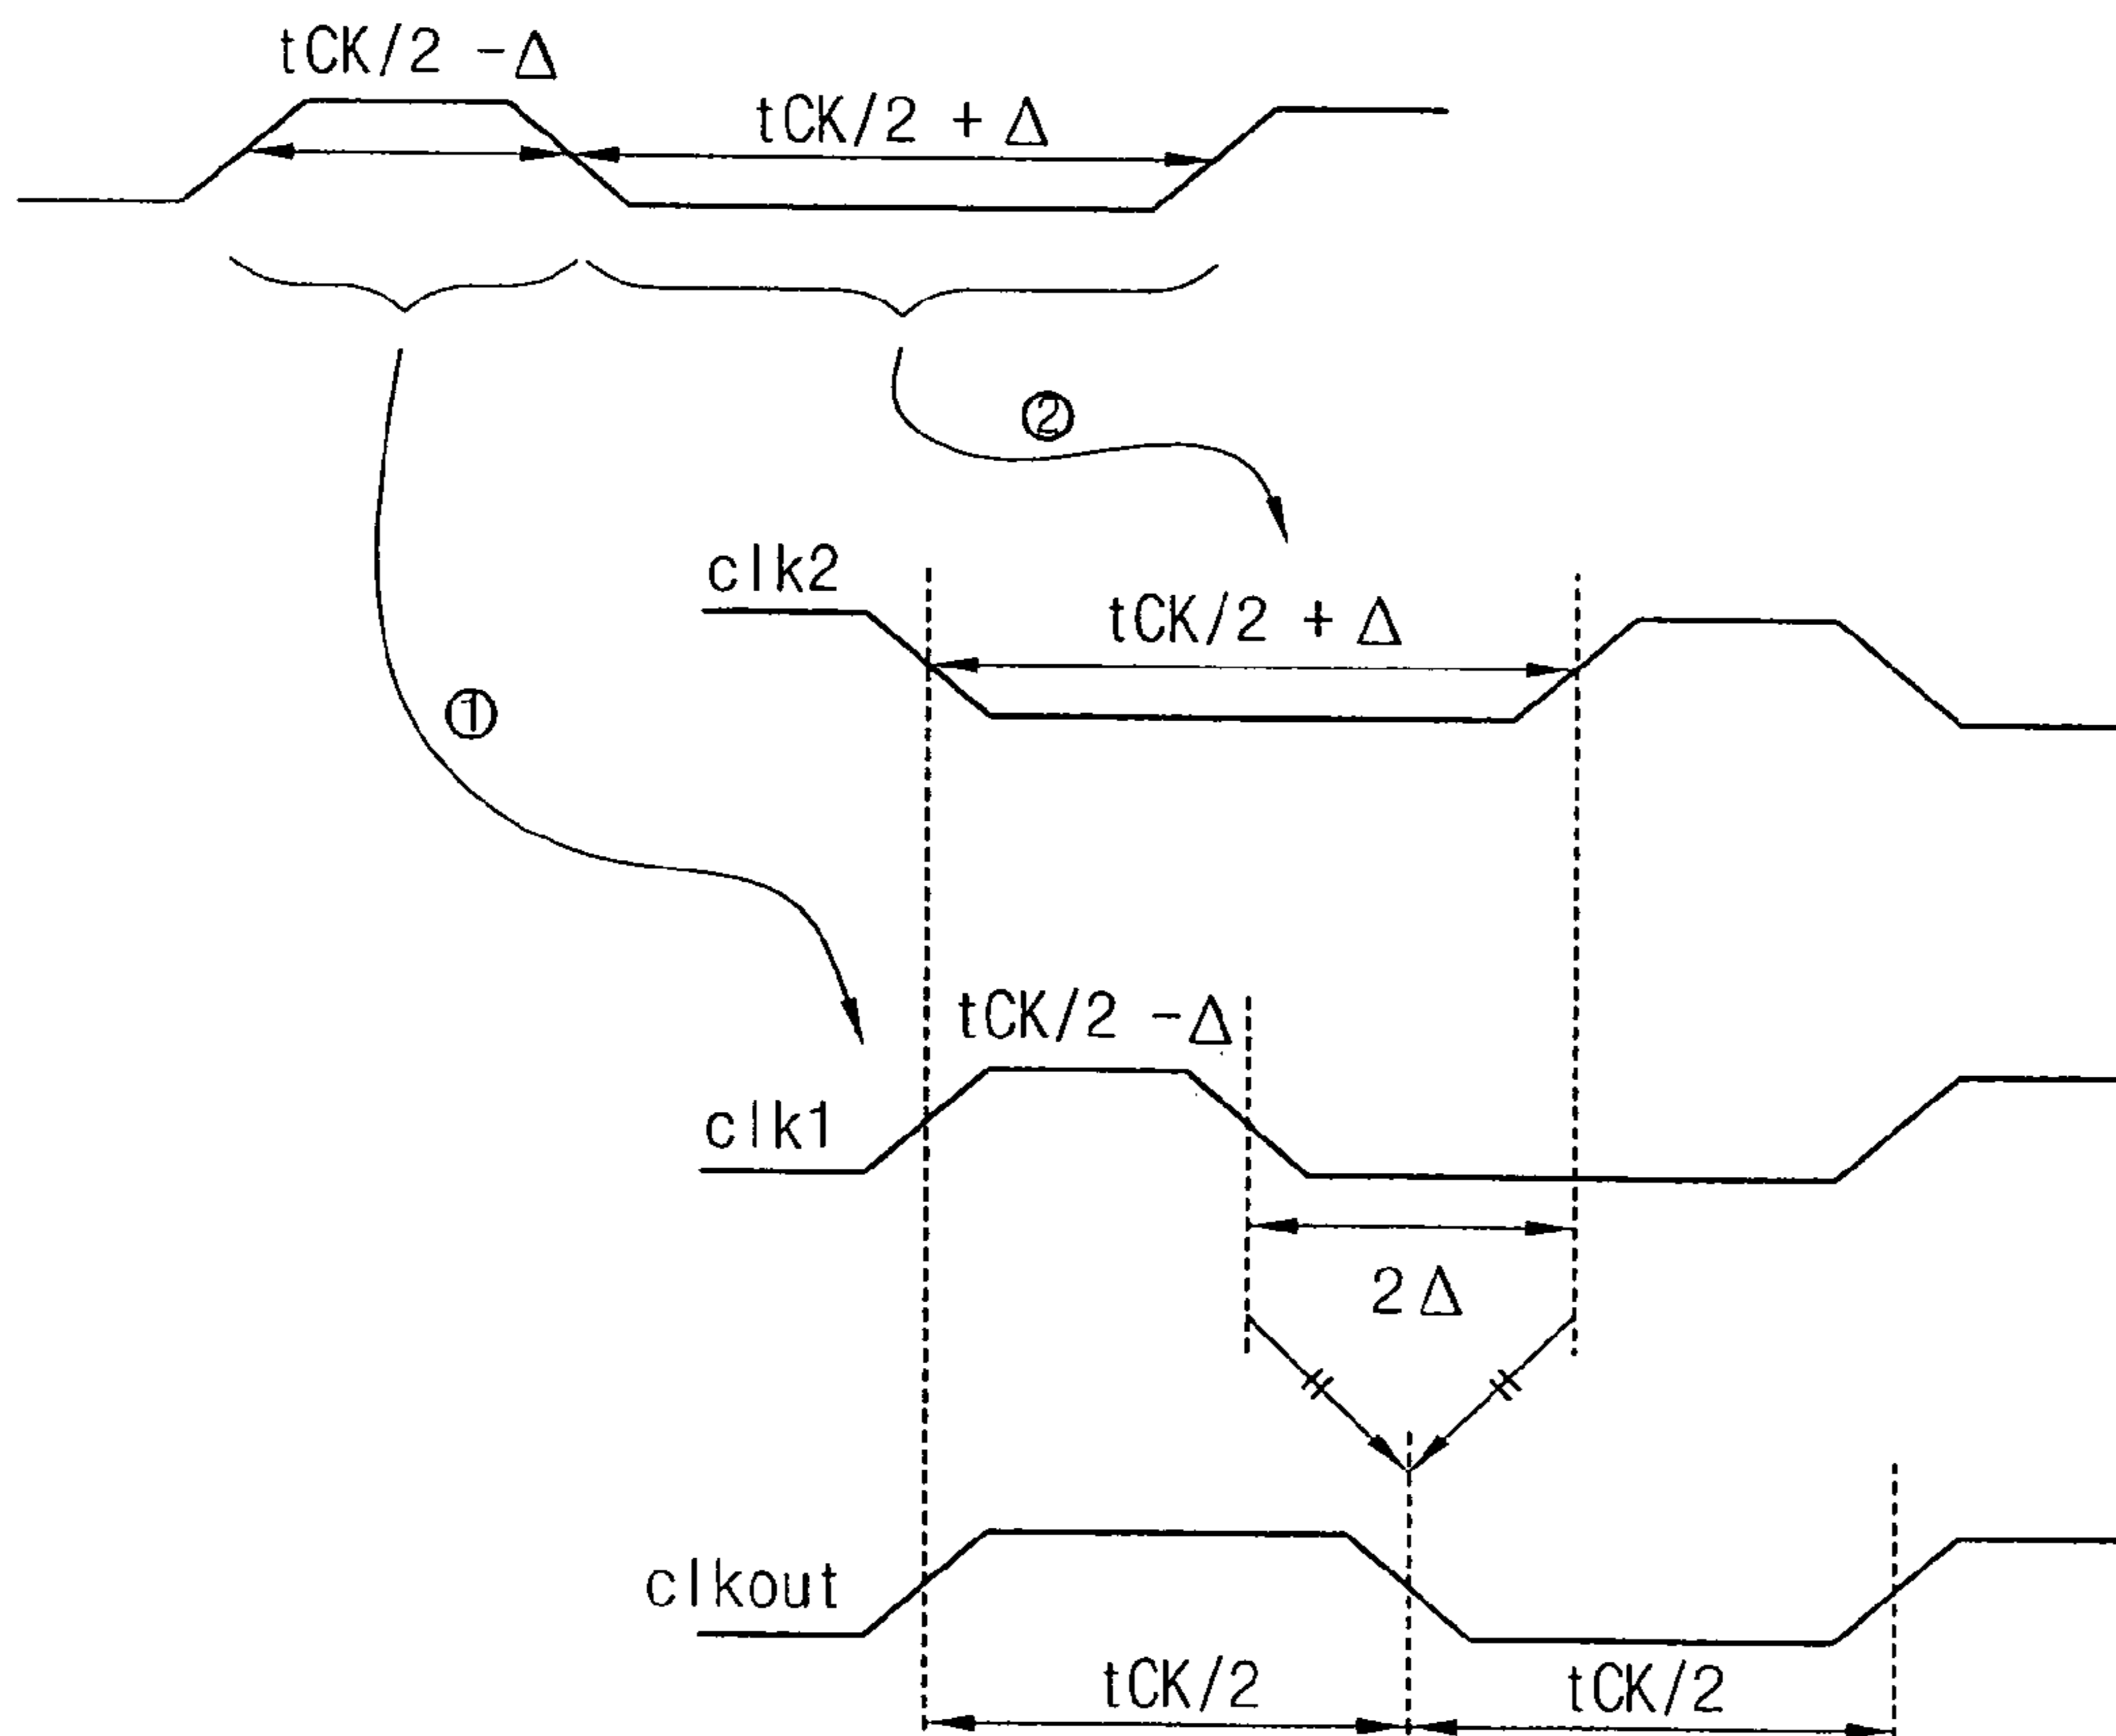 tCK/2 -Δ
tCK/2 + Δ
②
clk2
tCK/2 + Δ
①
tCK/2 -Δ
clk1
2Δ
clkout
tCK/2
tCK/2